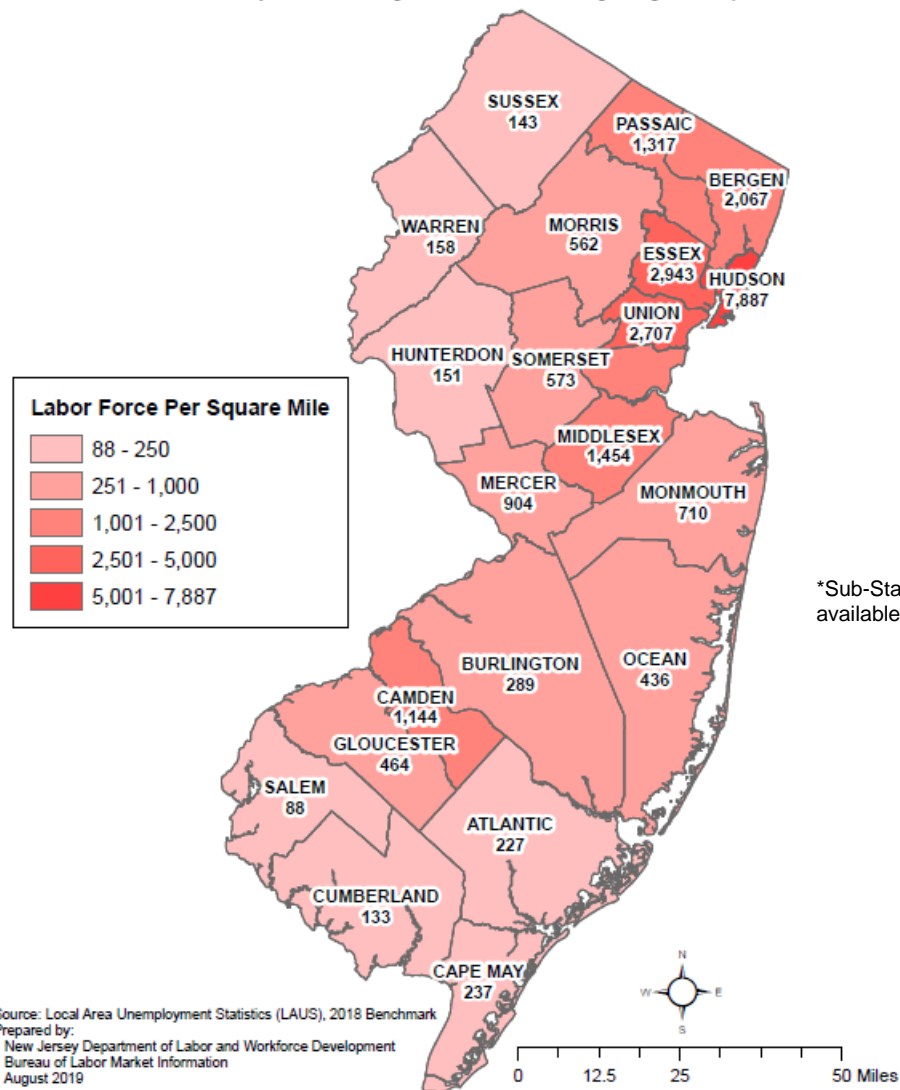 SUSSEX
143
PASSAIC
1,317
BERGEN
2,067
WARREN
158
MORRIS
562
ESSEX
2,943
HUDSON
7,887
UNION
2,707
HUNTERDON
151
SOMERSET
573
Labor Force Per Square Mile
88 - 250
251 - 1,000
1,001 - 2,500
2,501 - 5,000
5,001 - 7,887
MIDDLESEX
1,454
MERCER
904
MONMOUTH
710
*Sub-Sta
available
BURLINGTON
289
OCEAN
436
CAMDEN
1,144
GLOUCESTER
464
SALEM
88
ATLANTIC
227
CUMBERLAND
133
CAPE MAY
237
N
W E
S
Source: Local Area Unemployment Statistics (LAUS), 2018 Benchmark
Prepared by:
New Jersey Department of Labor and Workforce Development
Bureau of Labor Market Information
August 2019
0 12.5 25 50 Miles